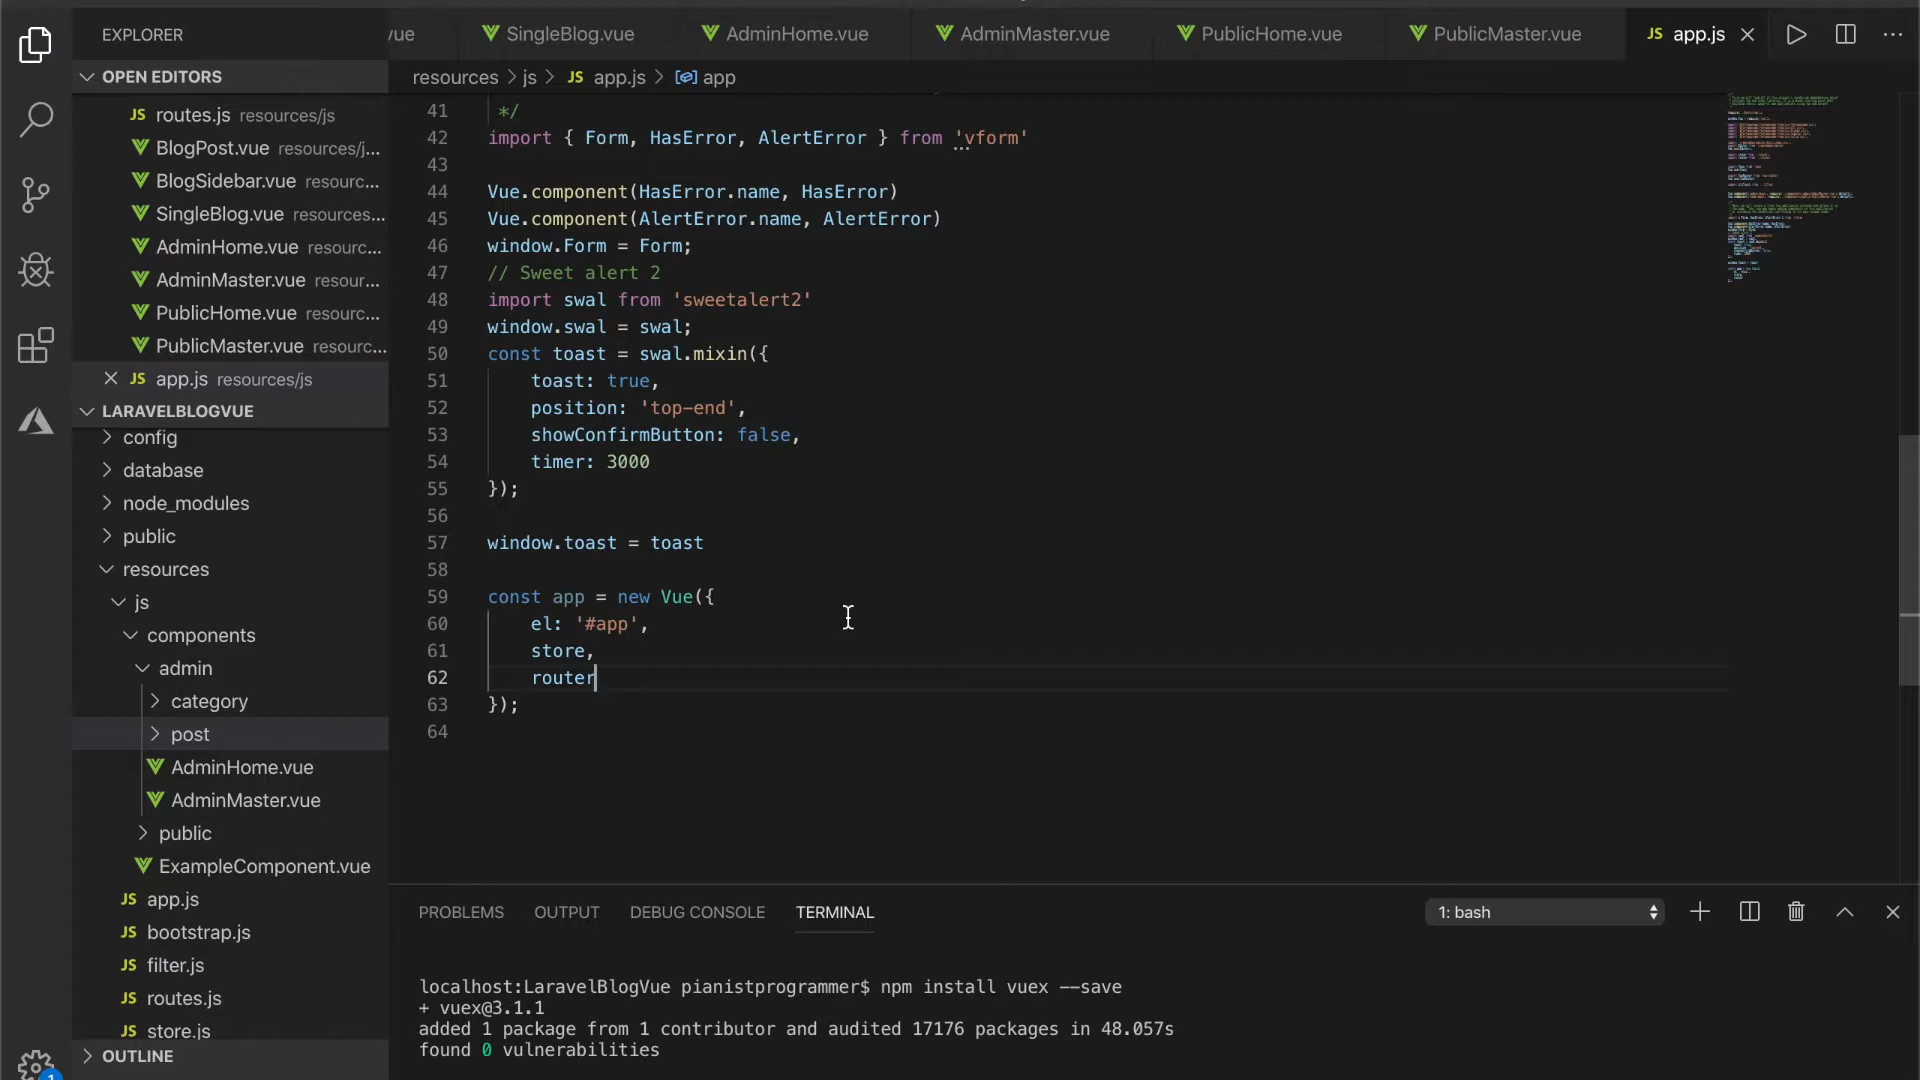 EXPLORER
OPEN EDITORS
JS routes.js resources/js
BlogPost.vue resources/j...
BlogSidebar.vue resourc...
SingleBlog.vue resources...
AdminHome.vue resourc...
AdminMaster.vue resour...
PublicHome.vue resourc...
PublicMaster.vue resourc...
JS app.js resources/js
LARAVELBLOGVUE
config
database
node_modules
public
resources
js
components
admin
category
post
AdminHome.vue
AdminMaster.vue
public
ExampleComponent.vue
JS app.js
JS bootstrap.js
JS filter.js
JS routes.js
JS store.js
OUTLINE
1
vue SingleBlog.vue AdminHome.vue AdminMaster.vue PublicHome.vue PublicMaster.vue JS app.js
resources > js > JS app.js > app
41 */
42 import { Form, HasError, AlertError } from 'vform'
43
44 Vue.component(HasError.name, HasError)
45 Vue.component(AlertError.name, AlertError)
46 window.Form = Form;
47 // Sweet alert 2
48 import swal from 'sweetalert2'
49 window.swal = swal;
50 const toast = swal.mixin({
51 toast: true,
52 position: 'top-end',
53 showConfirmButton: false,
54 timer: 3000
55 });
56
57 window.toast = toast
58
59 const app = new Vue({
60 el: '#app',
61 store,
62 router
63 });
64
PROBLEMS OUTPUT DEBUG CONSOLE TERMINAL 1: bash
localhost:LaravelBlogVue pianistprogrammer$ npm install vuex --save
+ vuex@3.1.1
added 1 package from 1 contributor and audited 17176 packages in 48.057s
found 0 vulnerabilities